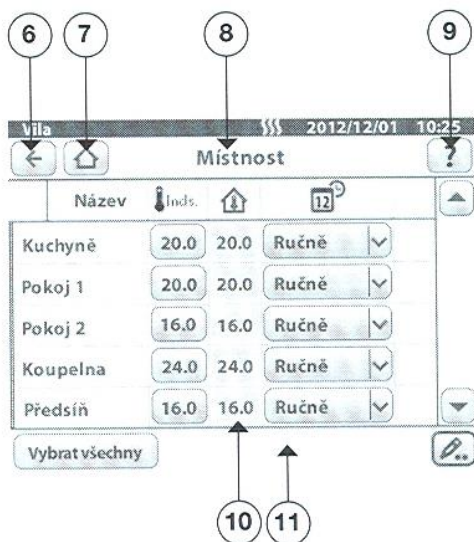 6 7 8 9
Vila 2012/12/01 10:25
Místnost ?
Název Inds. 12
Kuchyně 20.0 20.0 Ručně
Pokoj 1 20.0 20.0 Ručně
Pokoj 2 16.0 16.0 Ručně
Koupelna 24.0 24.0 Ručně
Předsíň 16.0 16.0 Ručně
Vybrat všechny
10 11